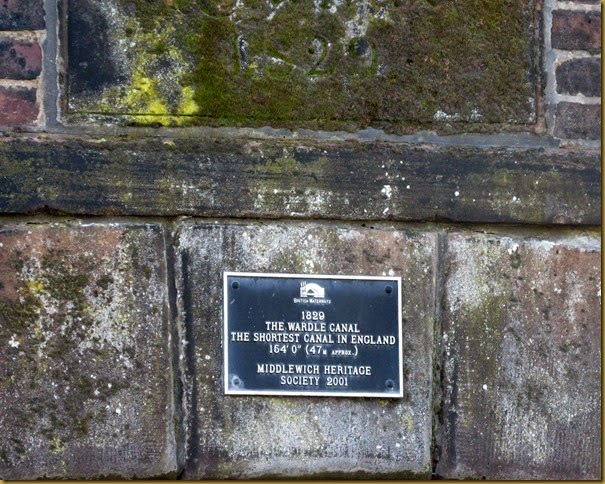 1829
BRITISH WATERWAYS
1829
THE WARDLE CANAL
THE SHORTEST CANAL IN ENGLAND
154' 0" (47M APPROX.)
MIDDLEWICH HERITAGE
SOCIETY 2001